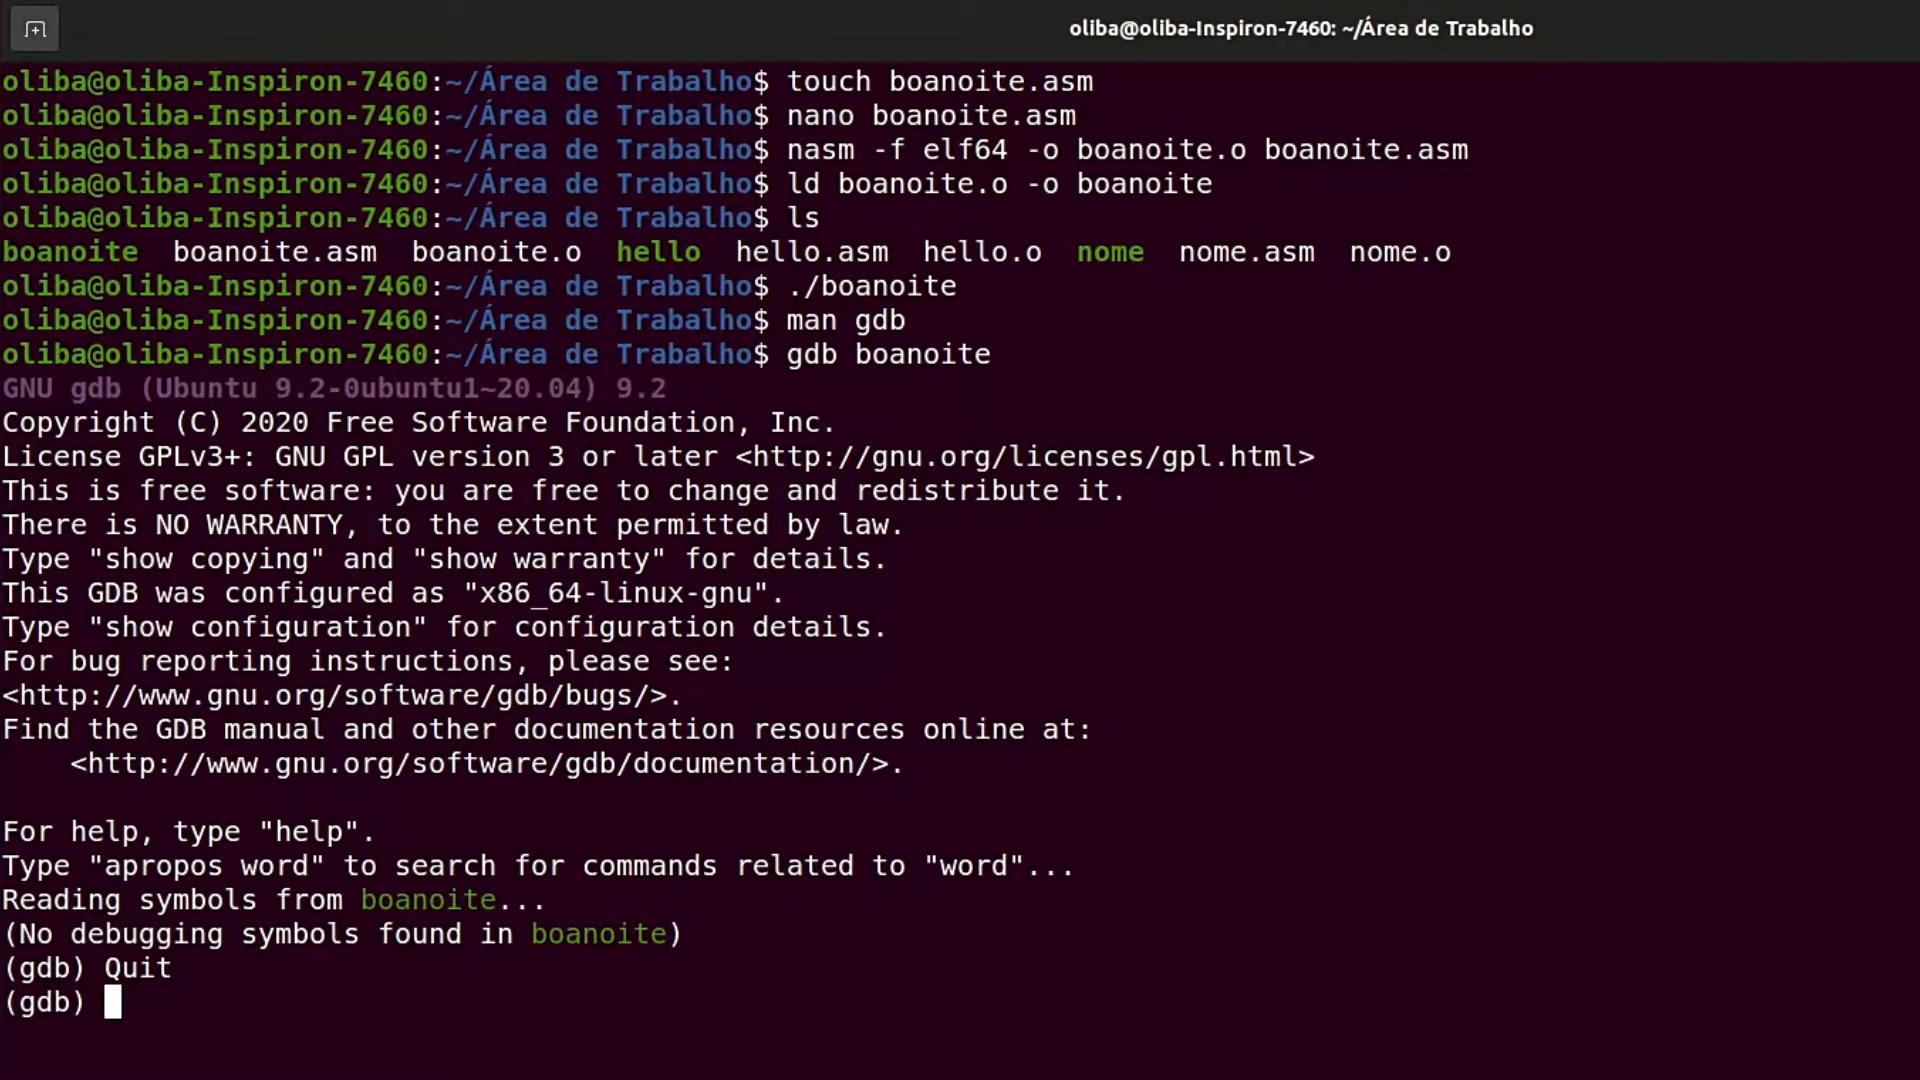 oliba@oliba-Inspiron-7460: ~/Área de Trabalho
oliba@oliba-Inspiron-7460:~/Área de Trabalho$ touch boanoite.asm
oliba@oliba-Inspiron-7460:~/Área de Trabalho$ nano boanoite.asm
oliba@oliba-Inspiron-7460:~/Área de Trabalho$ nasm -f elf64 -o boanoite.o boanoite.asm
oliba@oliba-Inspiron-7460:~/Área de Trabalho$ ld boanoite.o -o boanoite
oliba@oliba-Inspiron-7460:~/Área de Trabalho$ ls
boanoite  boanoite.asm  boanoite.o  hello  hello.asm  hello.o  nome  nome.asm  nome.o
oliba@oliba-Inspiron-7460:~/Área de Trabalho$ ./boanoite
oliba@oliba-Inspiron-7460:~/Área de Trabalho$ man gdb
oliba@oliba-Inspiron-7460:~/Área de Trabalho$ gdb boanoite
GNU gdb (Ubuntu 9.2-0ubuntu1~20.04) 9.2
Copyright (C) 2020 Free Software Foundation, Inc.
License GPLv3+: GNU GPL version 3 or later <http://gnu.org/licenses/gpl.html>
This is free software: you are free to change and redistribute it.
There is NO WARRANTY, to the extent permitted by law.
Type "show copying" and "show warranty" for details.
This GDB was configured as "x86_64-linux-gnu".
Type "show configuration" for configuration details.
For bug reporting instructions, please see:
<http://www.gnu.org/software/gdb/bugs/>.
Find the GDB manual and other documentation resources online at:
    <http://www.gnu.org/software/gdb/documentation/>.
For help, type "help".
Type "apropos word" to search for commands related to "word"...
Reading symbols from boanoite...
(No debugging symbols found in boanoite)
(gdb) Quit
(gdb)